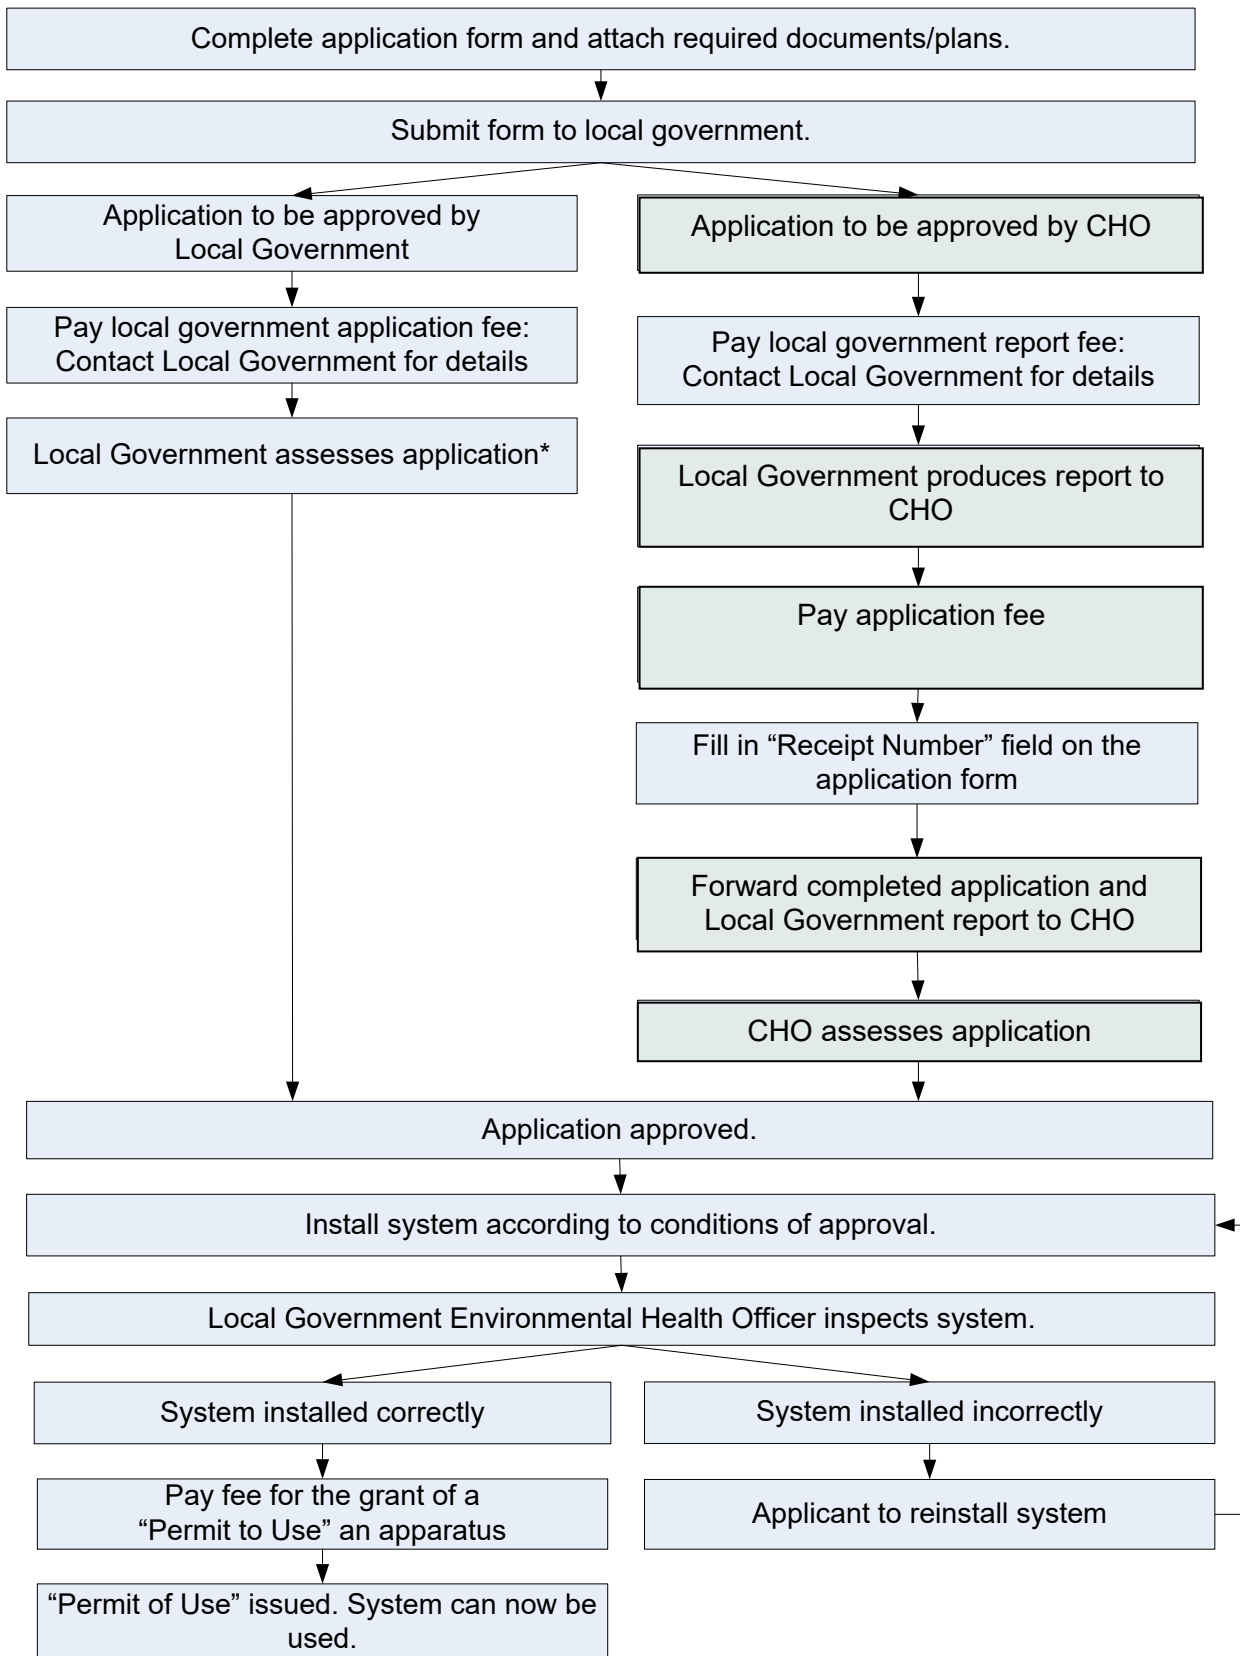 Complete application form and attach required documents/plans.
Submit form to local government.
Application to be approved by
Local Government
Pay local government application fee:
Contact Local Government for details
Local Government assesses application*
Application to be approved by CHO
Pay local government report fee:
Contact Local Government for details
Local Government produces report to
CHO
Pay application fee
Fill in “Receipt Number” field on the
application form
Forward completed application and
Local Government report to CHO
CHO assesses application
Application approved.
Install system according to conditions of approval.
Local Government Environmental Health Officer inspects system.
System installed correctly
Pay fee for the grant of a
“Permit to Use” an apparatus
“Permit of Use” issued. System can now be
used.
System installed incorrectly
Applicant to reinstall system